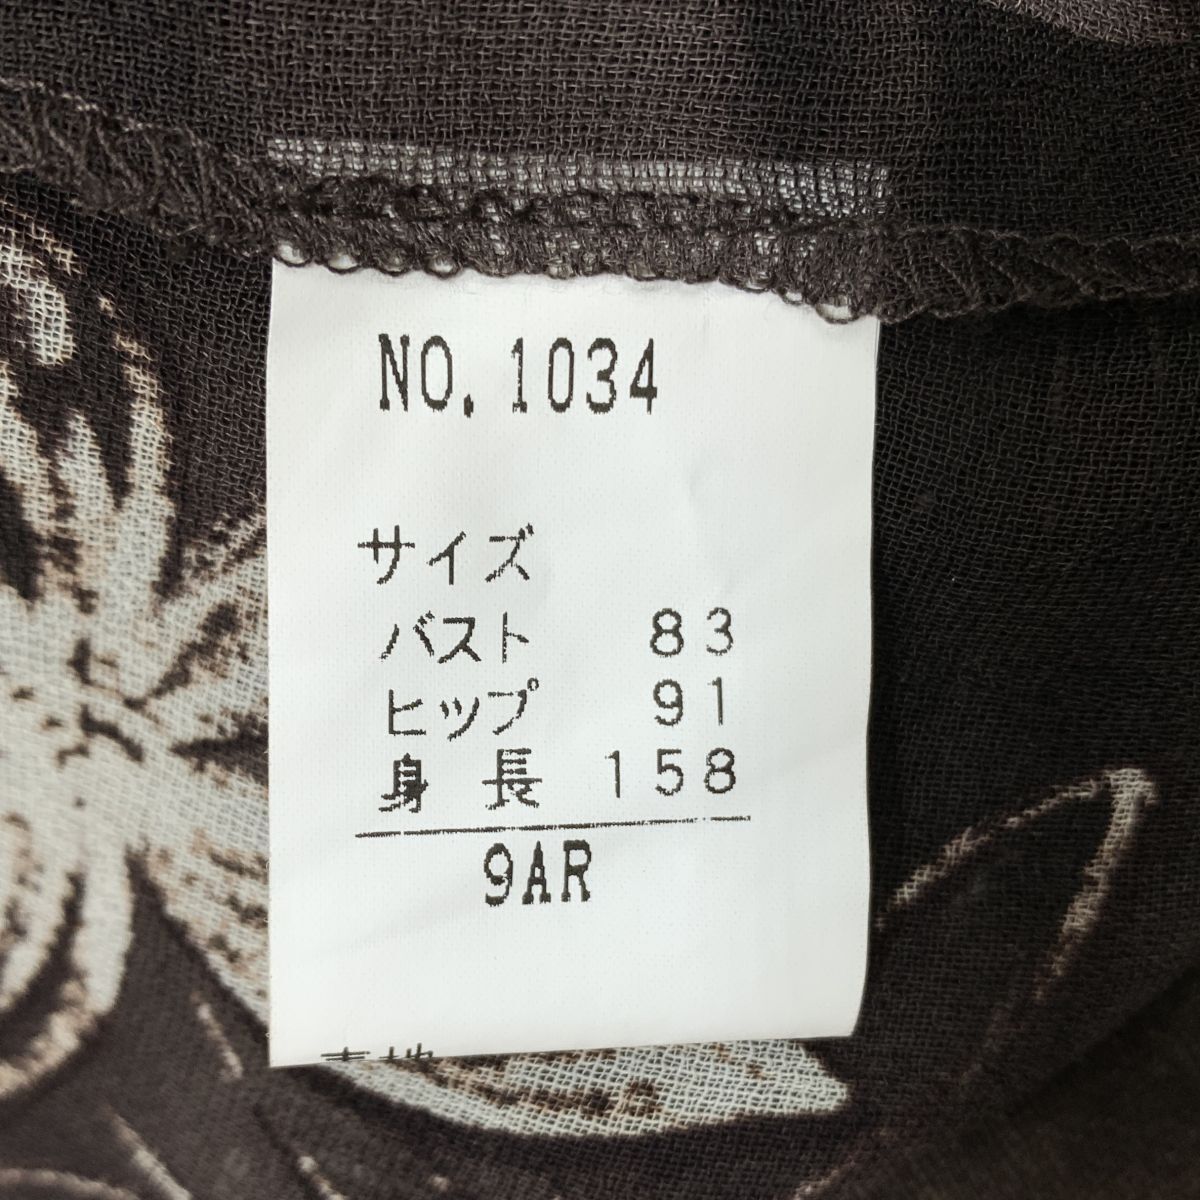 NO. 1034
サイズ
バスト 83
ヒップ 91
身長 158
9AR